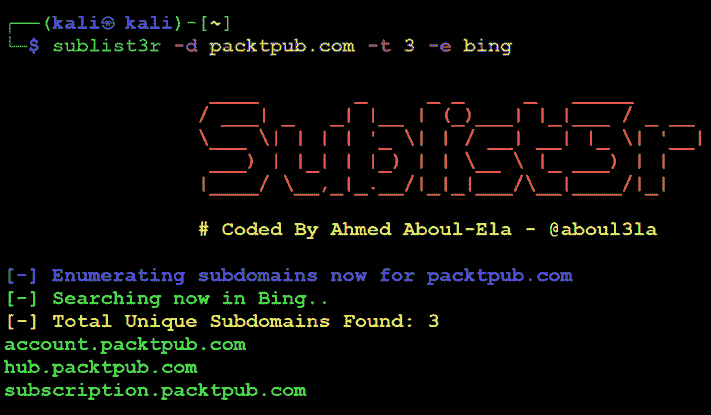 (kali㉿ kali)-[~]
$ sublist3r -d packtpub.com -t 3 -e bing
Sublist3r
# Coded By Ahmed Aboul-Ela - @aboul3la
[-] Enumerating subdomains now for packtpub.com
[-] Searching now in Bing..
[-] Total Unique Subdomains Found: 3
account.packtpub.com
hub.packtpub.com
subscription.packtpub.com